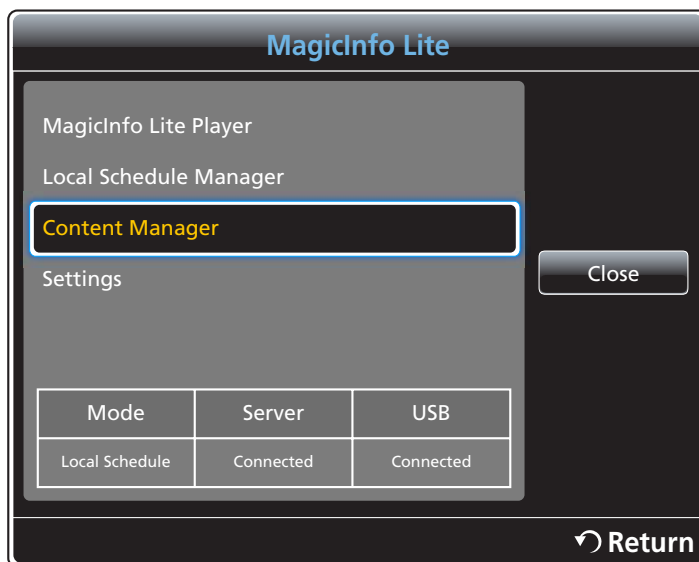 MagicInfo Lite
MagicInfo Lite Player
Local Schedule Manager
Content Manager
Settings
Close
Mode Server USB
Local Schedule Connected Connected
Return